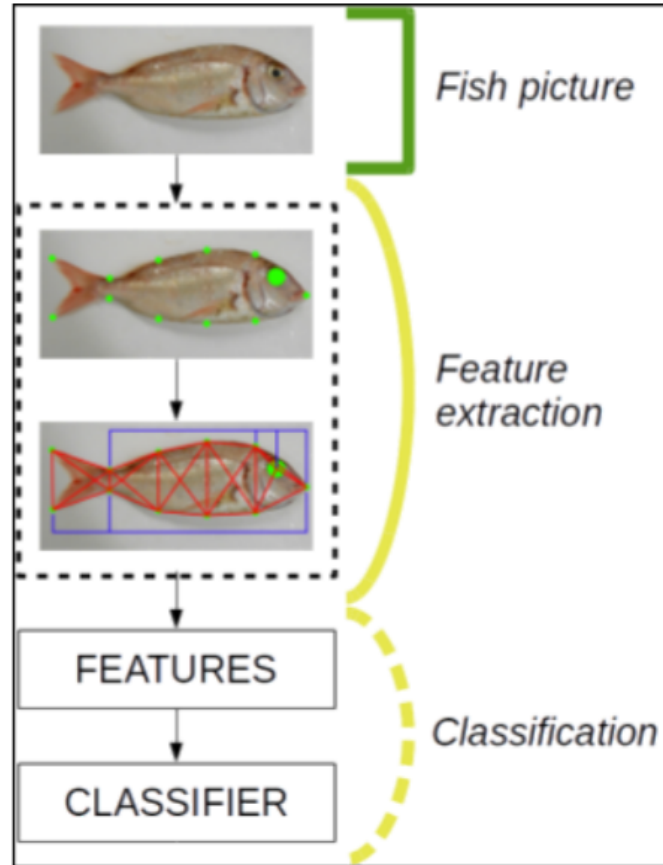 Fish picture
Feature
extraction
FEATURES
Classification
CLASSIFIER